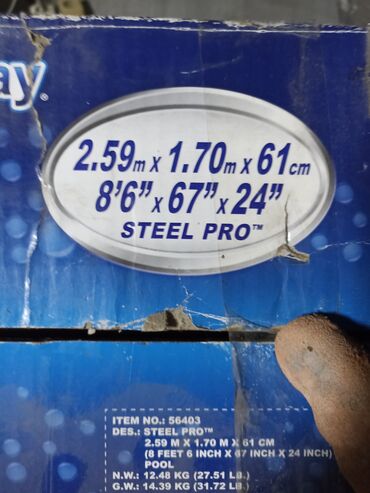 ay®
2.59m x 1.70m x 61cm
8'6" x 67" x 24"
STEEL PRO™
ITEM NO.: 56403
DES.: STEEL PRO™
2.59 M X 1.70 M X 61 CM
(8 FEET 6 INCH X 67 INCH X 24 INCH)
POOL
N.W.: 12.48 KG (27.51 LB.)
G.W.: 14.39 KG (31.72 LB.)